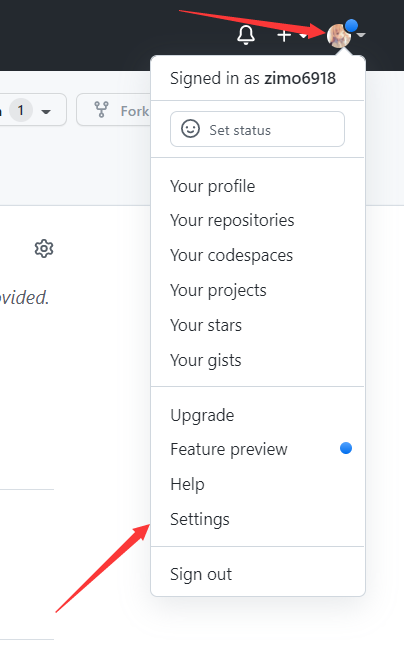 Signed in as zimo6918
1
Fork
Set status
Your profile
Your repositories
Your codespaces
ovided.
Your projects
Your stars
Your gists
Upgrade
Feature preview
Help
Settings
Sign out